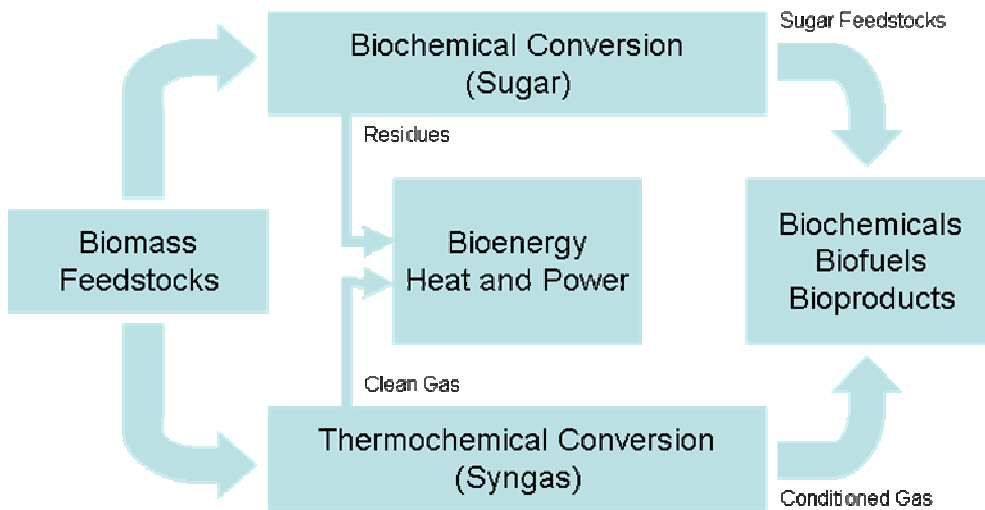 Sugar Feedstocks
Biochemical Conversion
(Sugar)
Residues
Biomass
Feedstocks
Bioenergy
Heat and Power
Biochemicals
Biofuels
Bioproducts
Clean Gas
Thermochemical Conversion
(Syngas)
Conditioned Gas